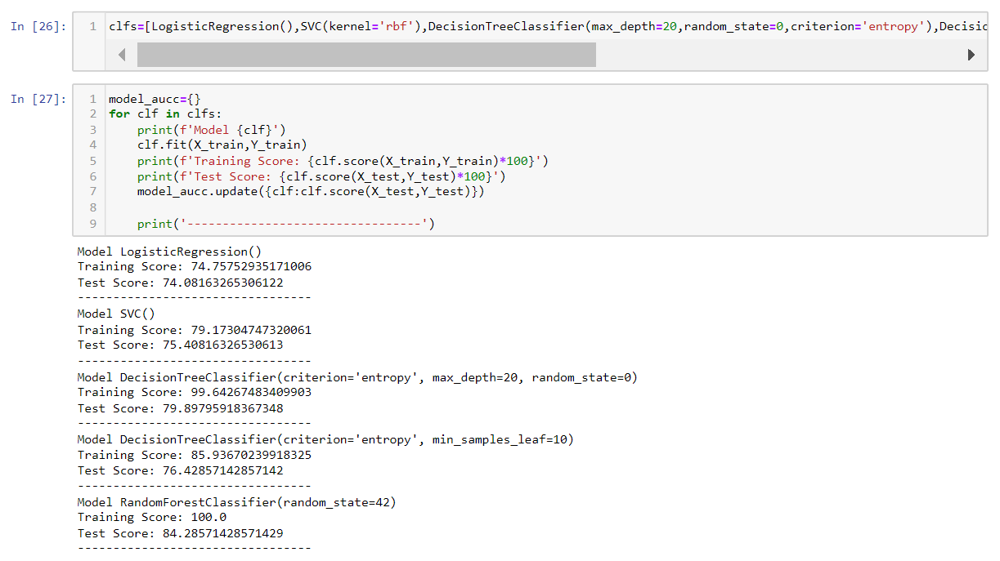 In [26]:
1 clfs=[LogisticRegression(),SVC(kernel='rbf'),DecisionTreeClassifier(max_depth=20,random_state=0,criterion='entropy'),Decisic
In [27]:
1 model_aucc={}
2 for clf in clfs:
3     print(f'Model {clf}')
4     clf.fit(X_train,Y_train)
5     print(f'Training Score: {clf.score(X_train,Y_train)*100}')
6     print(f'Test Score: {clf.score(X_test,Y_test)*100}')
7     model_aucc.update({clf:clf.score(X_test,Y_test)})
8
9     print('---------------------------------')
Model LogisticRegression()
Training Score: 74.75752935171006
Test Score: 74.08163265306122
---------------------------------
Model SVC()
Training Score: 79.17304747320061
Test Score: 75.40816326530613
---------------------------------
Model DecisionTreeClassifier(criterion='entropy', max_depth=20, random_state=0)
Training Score: 99.64267483409903
Test Score: 79.89795918367348
---------------------------------
Model DecisionTreeClassifier(criterion='entropy', min_samples_leaf=10)
Training Score: 85.93670239918325
Test Score: 76.42857142857142
---------------------------------
Model RandomForestClassifier(random_state=42)
Training Score: 100.0
Test Score: 84.28571428571429
---------------------------------